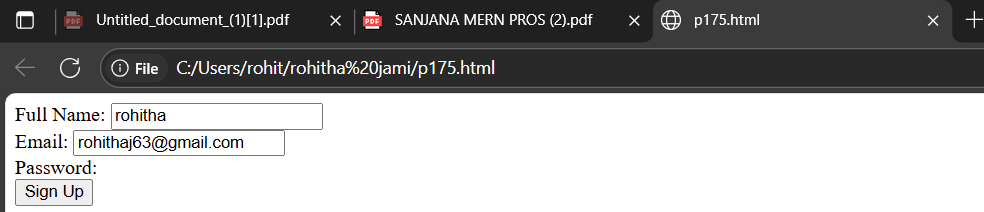 Untitled_document_(1)[1].pdf
SANJANA MERN PROS (2).pdf
p175.html
File
C:/Users/rohit/rohitha%20jami/p175.html
Full Name: rohitha
Email: rohithaj63@gmail.com
Password:
Sign Up